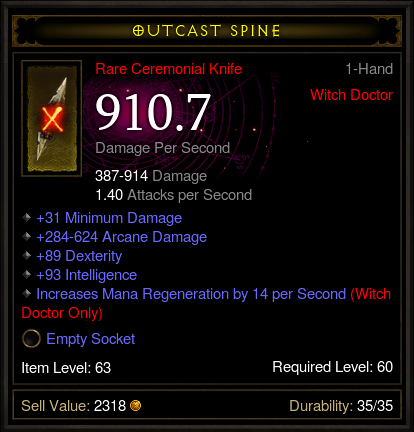 OUTCAST SPINE
Rare Ceremonial Knife 1-Hand
910.7 Witch Doctor
Damage Per Second
387-914 Damage
1.40 Attacks per Second
+31 Minimum Damage
+284-624 Arcane Damage
+89 Dexterity
+93 Intelligence
Increases Mana Regeneration by 14 per Second (Witch
Doctor Only)
Empty Socket
Item Level: 63 Required Level: 60
Sell Value: 2318 Durability: 35/35